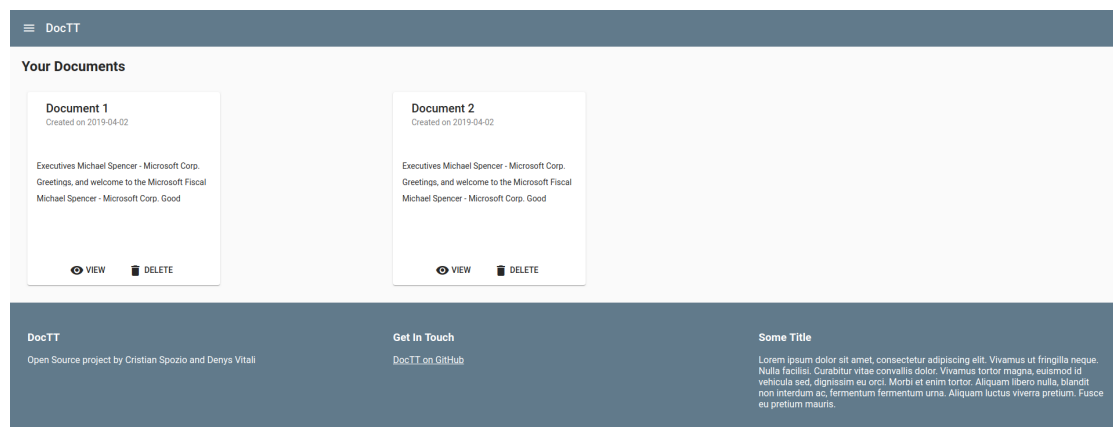 DocTT
Your Documents
Document 1
Created on 2019-04-02
Executives Michael Spencer - Microsoft Corp.
Greetings, and welcome to the Microsoft Fiscal
Michael Spencer - Microsoft Corp. Good
VIEW DELETE
Document 2
Created on 2019-04-02
Executives Michael Spencer - Microsoft Corp.
Greetings, and welcome to the Microsoft Fiscal
Michael Spencer - Microsoft Corp. Good
VIEW DELETE
DocTT
Open Source project by Cristian Spozio and Denys Vitali
Get In Touch
DocTT on GitHub
Some Title
Lorem ipsum dolor sit amet, consectetur adipiscing elit. Vivamus ut fringilla neque.
Nulla facilisi. Curabitur vitae convallis dolor. Vivamus tortor magna, euismod id
vehicula sed, dignissim eu orci. Morbi et enim tortor. Aliquam libero nulla, blandit
non interdum ac, fermentum fermentum urna. Aliquam luctus viverra pretium. Fusce
eu pretium mauris.